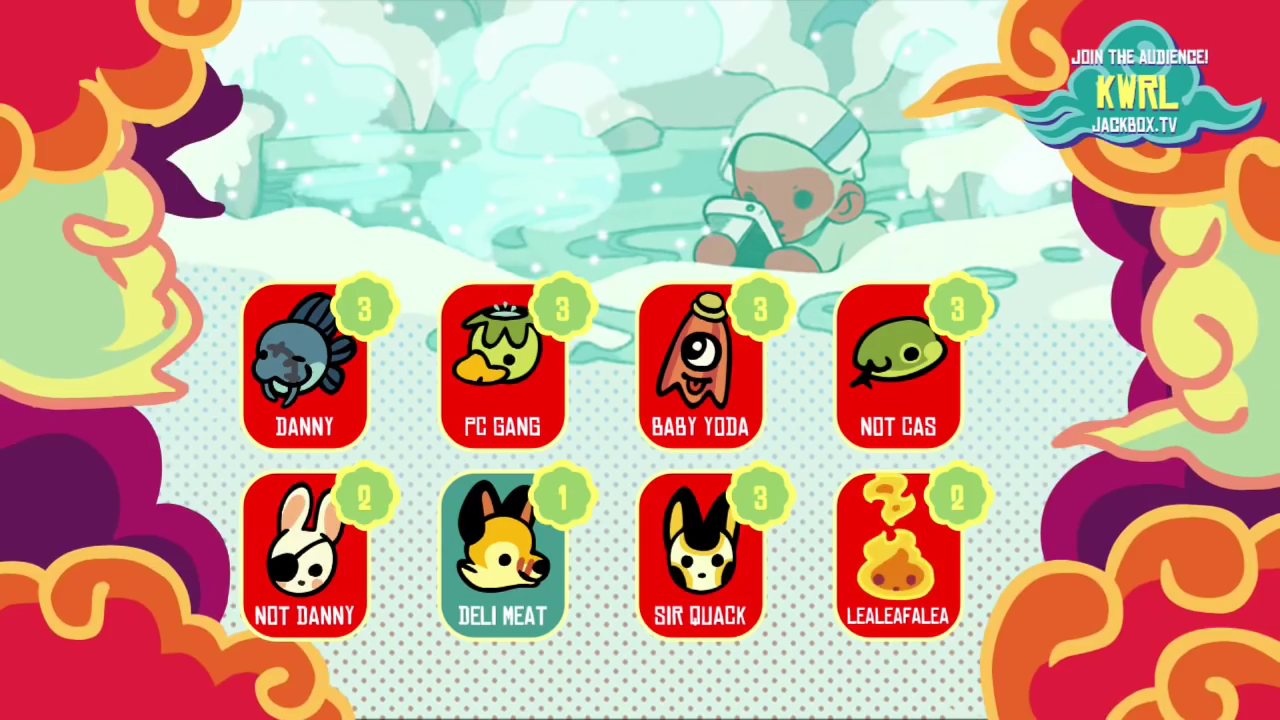 JOIN THE AUDIENCE!
KWRL
JACKBOX.TV
3
3
3
3
DANNY
PC GANG
BABY YODA
NOT CAS
2
1
3
2
NOT DANNY
DELI MEAT
SIR QUACK
LEALEAFALEA